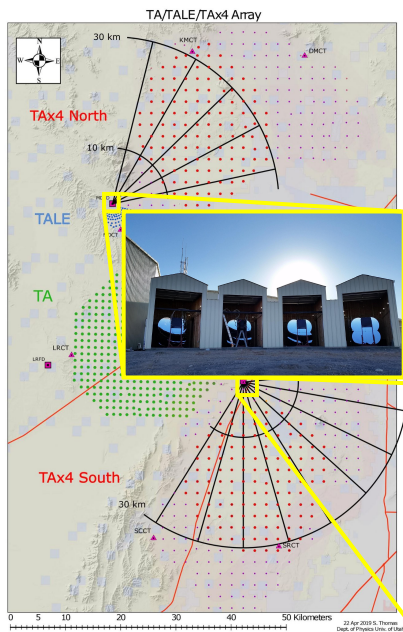 TA/TALE/TAx4 Array
30 km
KMCT
DMCT
N
W
E
S
TAx4 North
10 km
TALE
TA
LRCT
LRFD
TAx4 South
30 km
SCCT
SRCT
0 5 10 20 30 40 50 Kilometers
22 Apr 2019 S. Thomas
Dept. of Physics Univ. of Utah